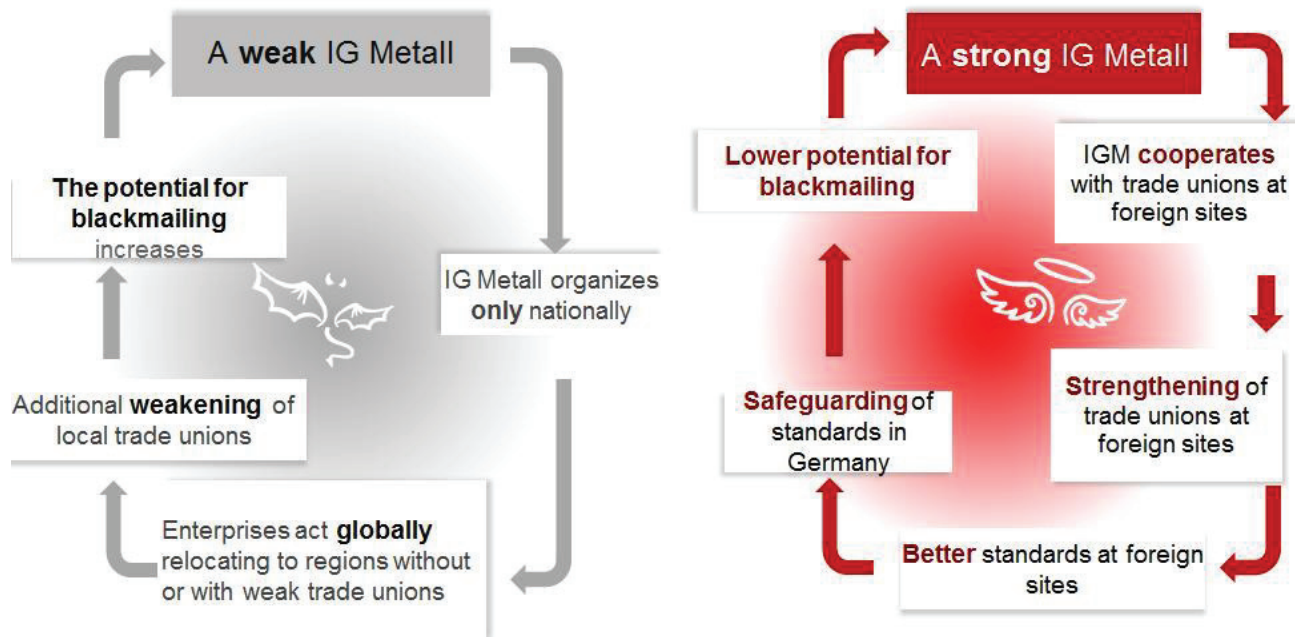 A weak IG Metall
IG Metall organizes
only nationally
Enterprises act globally
relocating to regions without
or with weak trade unions
Additional weakening of
local trade unions
The potential for
blackmailing
increases
A strong IG Metall
IGM cooperates
with trade unions at
foreign sites
Strengthening of
trade unions at
foreign sites
Better standards at foreign
sites
Safeguarding of
standards in
Germany
Lower potential for
blackmailing